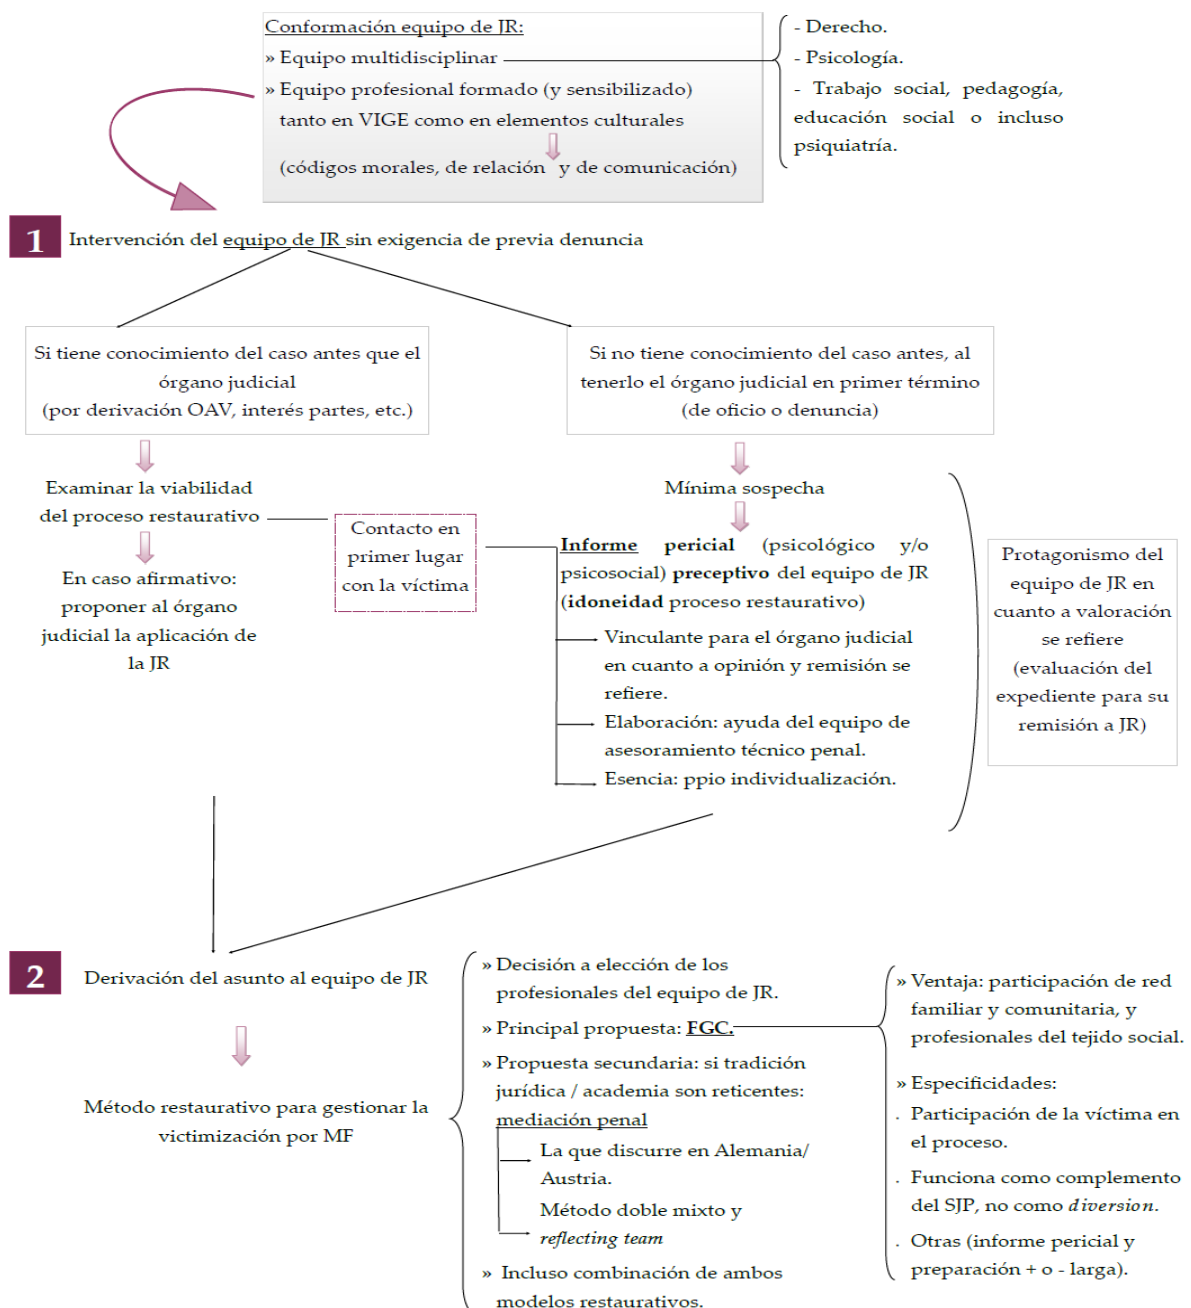 Conformación equipo de JR:
» Equipo multidisciplinar
» Equipo profesional formado (y sensibilizado)
tanto en VIGE como en elementos culturales
(códigos morales, de relación y de comunicación)
- Derecho.
- Psicología.
- Trabajo social, pedagogía,
educación social o incluso
psiquiatría.
1
Intervención del equipo de JR sin exigencia de previa denuncia
Si tiene conocimiento del caso antes que el
órgano judicial
(por derivación OAV, interés partes, etc.)
Si no tiene conocimiento del caso antes, al
tenerlo el órgano judicial en primer término
(de oficio o denuncia)
Examinar la viabilidad
del proceso restaurativo
En caso afirmativo:
proponer al órgano
judicial la aplicación de
la JR
Contacto en
primer lugar
con la víctima
Mínima sospecha
Informe pericial (psicológico y/o
psicosocial) preceptivo del equipo de JR
(idoneidad proceso restaurativo)
Vinculante para el órgano judicial
en cuanto a opinión y remisión se
refiere.
Elaboración: ayuda del equipo de
asesoramiento técnico penal.
Esencia: ppio individualización.
Protagonismo del
equipo de JR en
cuanto a valoración
se refiere
(evaluación del
expediente para su
remisión a JR)
2
Derivación del asunto al equipo de JR
Método restaurativo para gestionar la
victimización por MF
» Decisión a elección de los
profesionales del equipo de JR.
» Principal propuesta: FGC.
» Propuesta secundaria: si tradición
jurídica / academia son reticentes:
mediación penal
La que discurre en Alemania/
Austria.
Método doble mixto y
reflecting team
» Incluso combinación de ambos
modelos restaurativos.
» Ventaja: participación de red
familiar y comunitaria, y
profesionales del tejido social.
» Especificidades:
. Participación de la víctima en
el proceso.
. Funciona como complemento
del SJP, no como diversion.
. Otras (informe pericial y
preparación + o - larga).